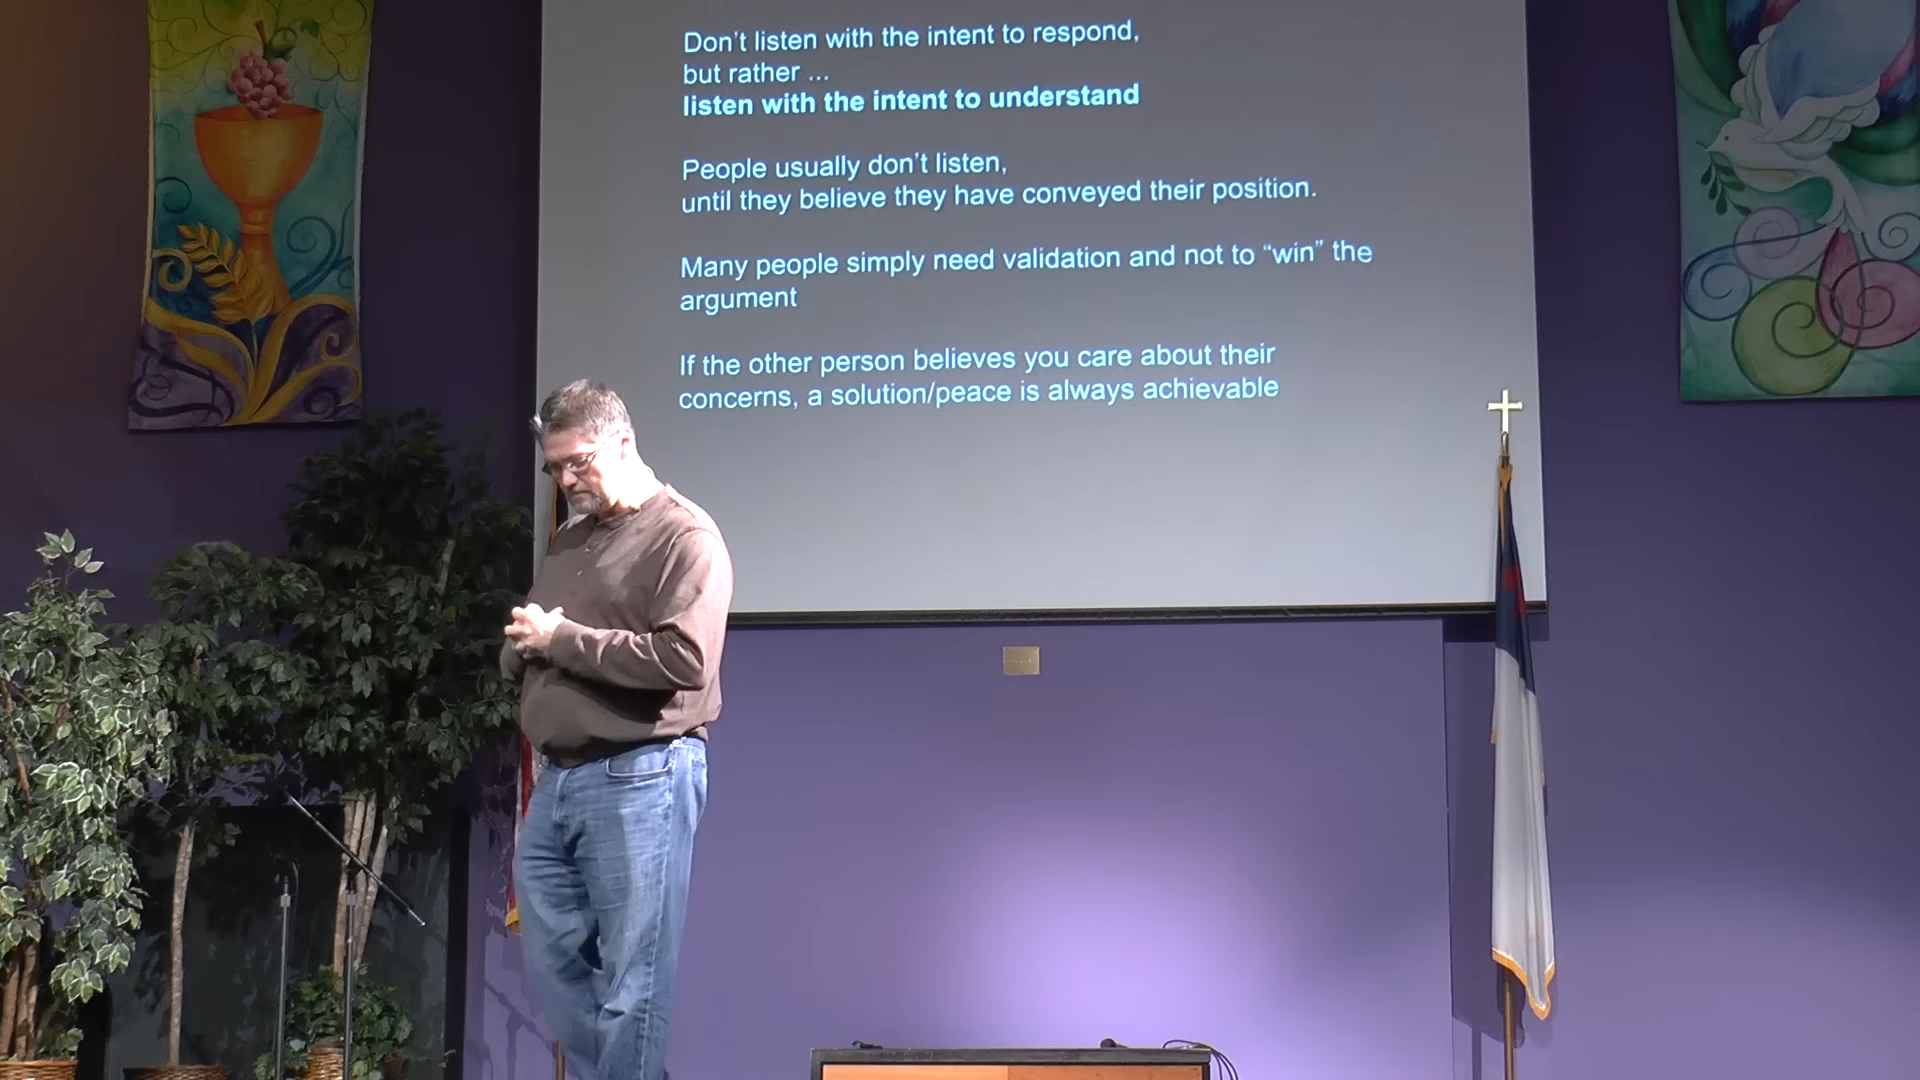 Don’t listen with the intent to respond,
but rather ...
listen with the intent to understand
People usually don’t listen,
until they believe they have conveyed their position.
Many people simply need validation and not to “win” the
argument
If the other person believes you care about their
concerns, a solution/peace is always achievable